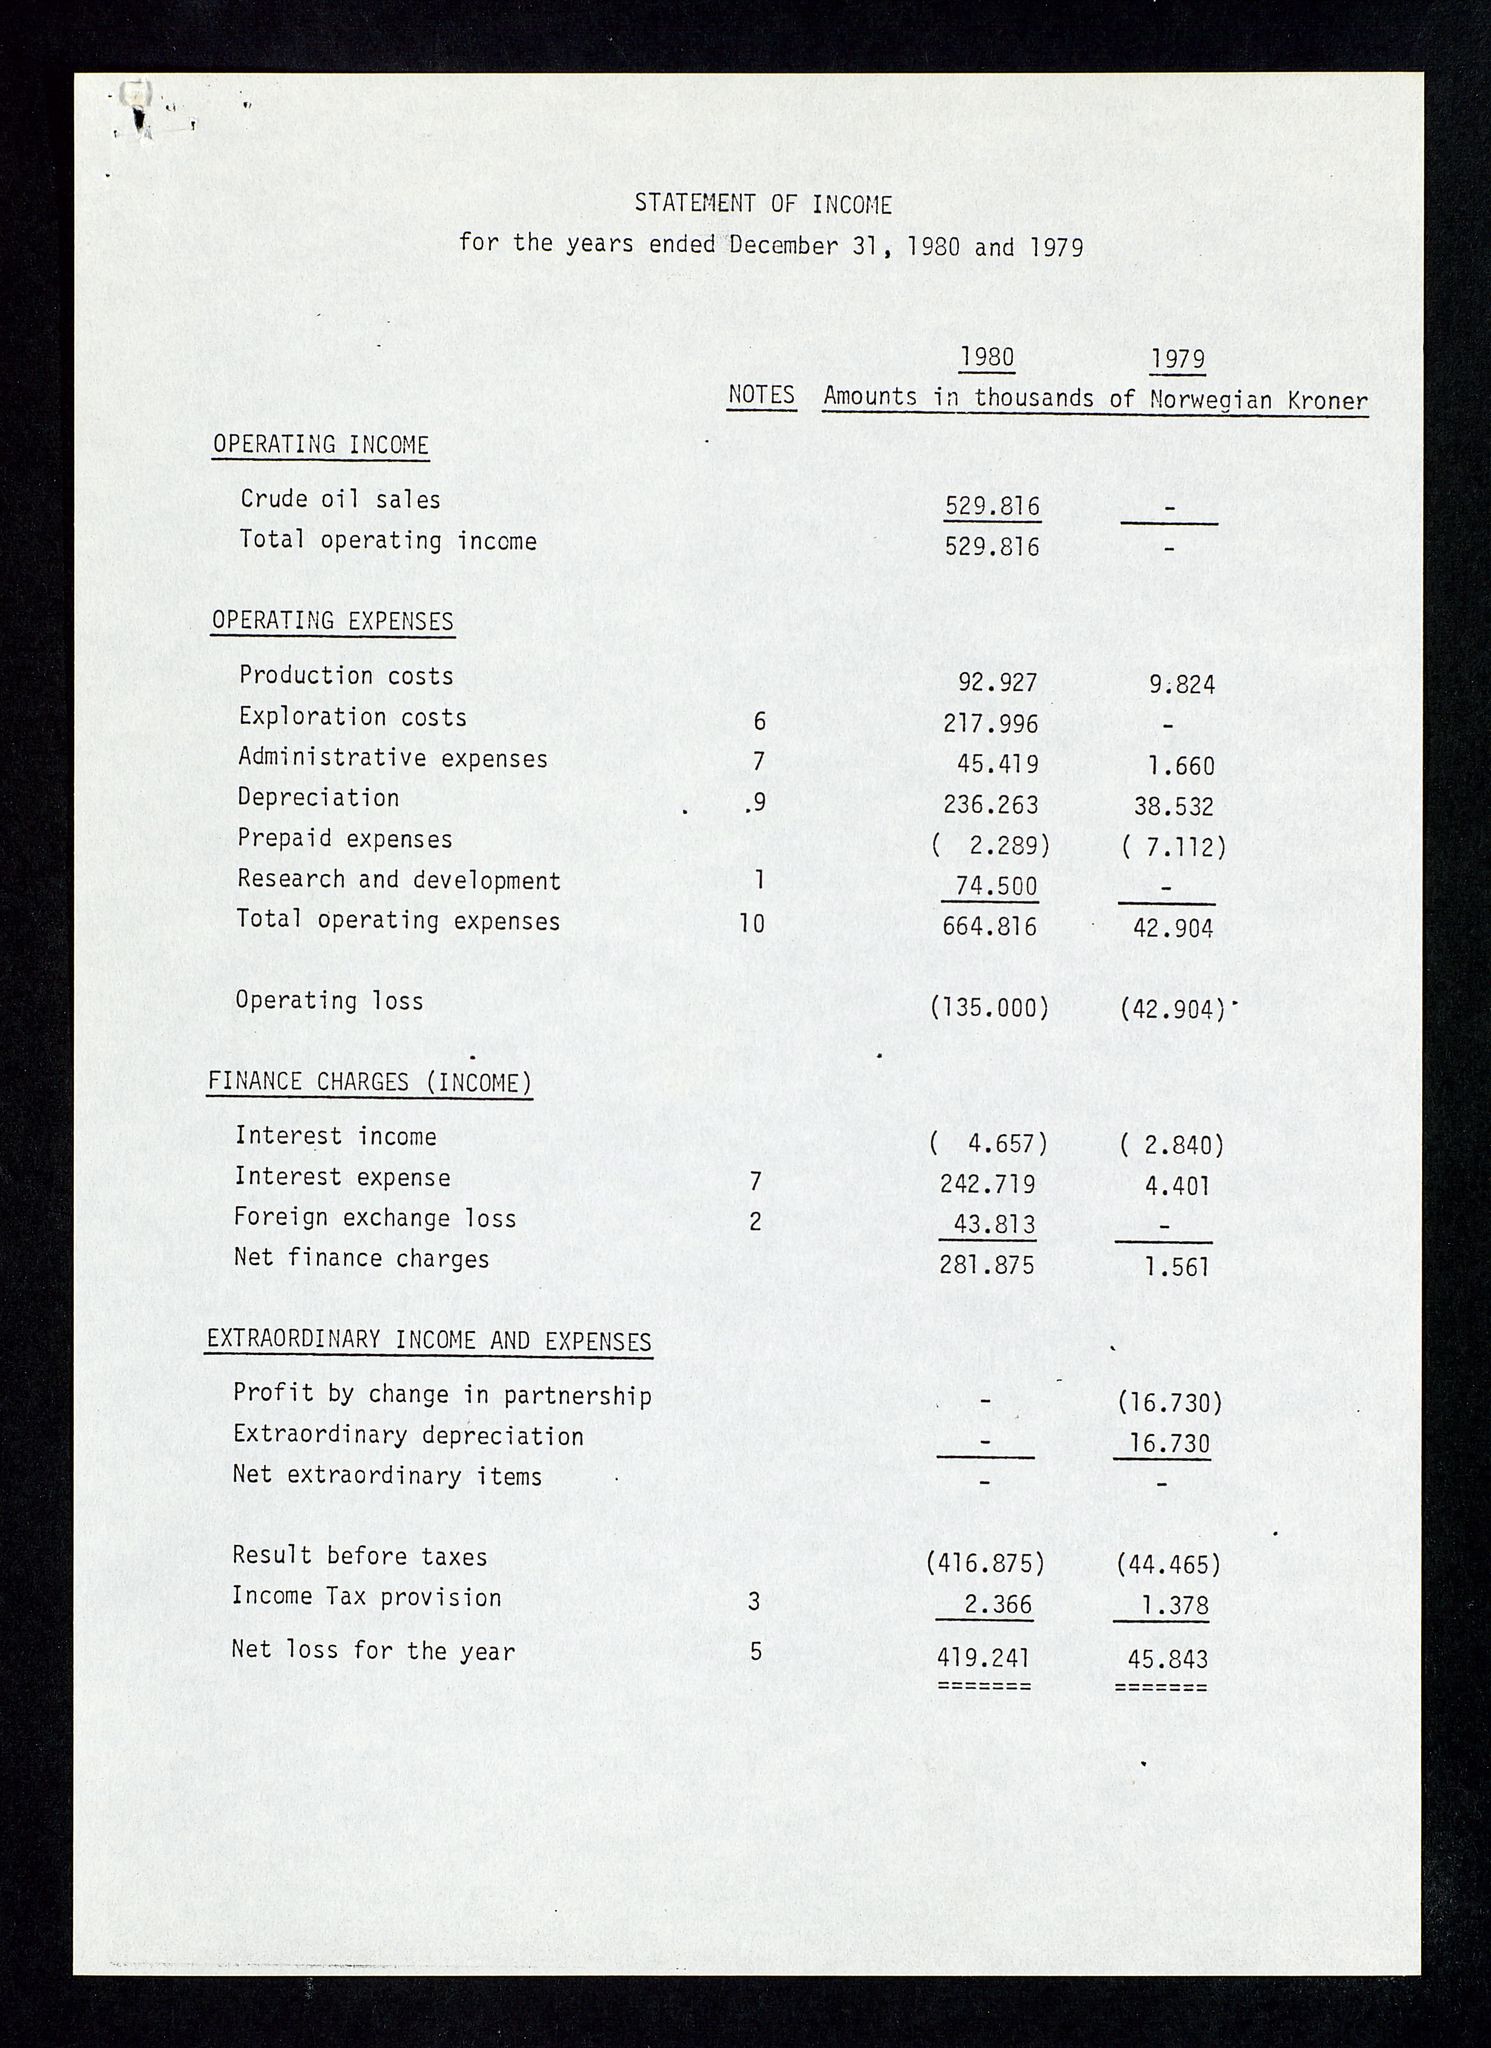 STATEMENT OF INCOME
for the years ended December 31, 1980 and 1979
1980 1979
NOTES Amounts in thousands of Norwegian Kroner
OPERATING INCOME
Crude oil sales 529.816 -
Total operating income 529.816 -
OPERATING EXPENSES
Production costs 92.927 9.824
Exploration costs 6 217.996 -
Administrative expenses 7 45.419 1.660
Depreciation 9 236.263 38.532
Prepaid expenses ( 2.289) ( 7.112)
Research and development 1 74.500 -
Total operating expenses 10 664.816 42.904
Operating loss (135.000) (42.904)
FINANCE CHARGES (INCOME)
Interest income ( 4.657) ( 2.840)
Interest expense 7 242.719 4.401
Foreign exchange loss 2 43.813 -
Net finance charges 281.875 1.561
EXTRAORDINARY INCOME AND EXPENSES
Profit by change in partnership - (16.730)
Extraordinary depreciation - 16.730
Net extraordinary items - -
Result before taxes (416.875) (44.465)
Income Tax provision 3 2.366 1.378
Net loss for the year 5 419.241 45.843
======= =======